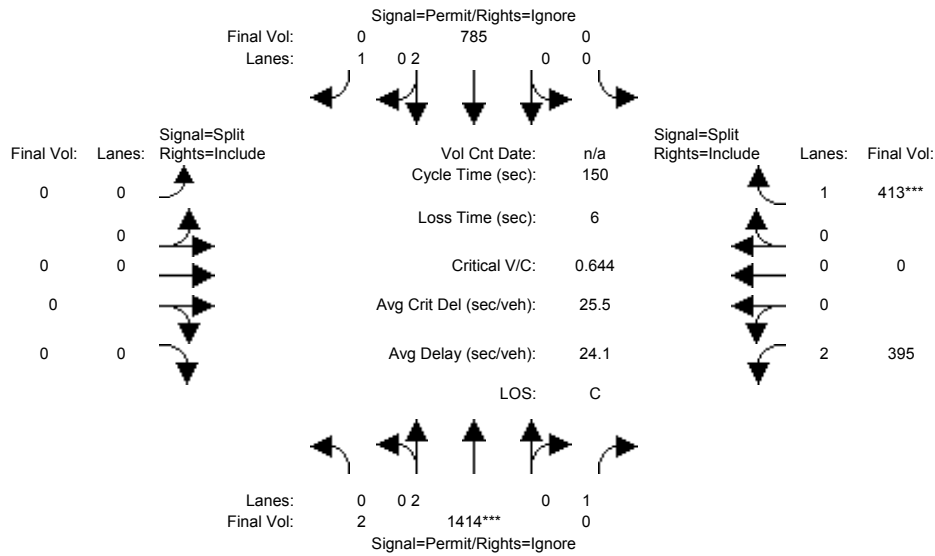 Signal=Permit/Rights=Ignore
Final Vol: 0 785 0
Lanes: 1 0 2 0 0
Signal=Split
Final Vol: Lanes: Rights=Include
Vol Cnt Date: n/a
Signal=Split
Rights=Include Lanes: Final Vol:
Cycle Time (sec): 150
0 0
1 413***
Loss Time (sec): 6
0
0
0 0
Critical V/C: 0.644
0 0
0
Avg Crit Del (sec/veh): 25.5
0
0 0
Avg Delay (sec/veh): 24.1
2 395
LOS: C
Lanes: 0 0 2 0 1
Final Vol: 2 1414*** 0
Signal=Permit/Rights=Ignore